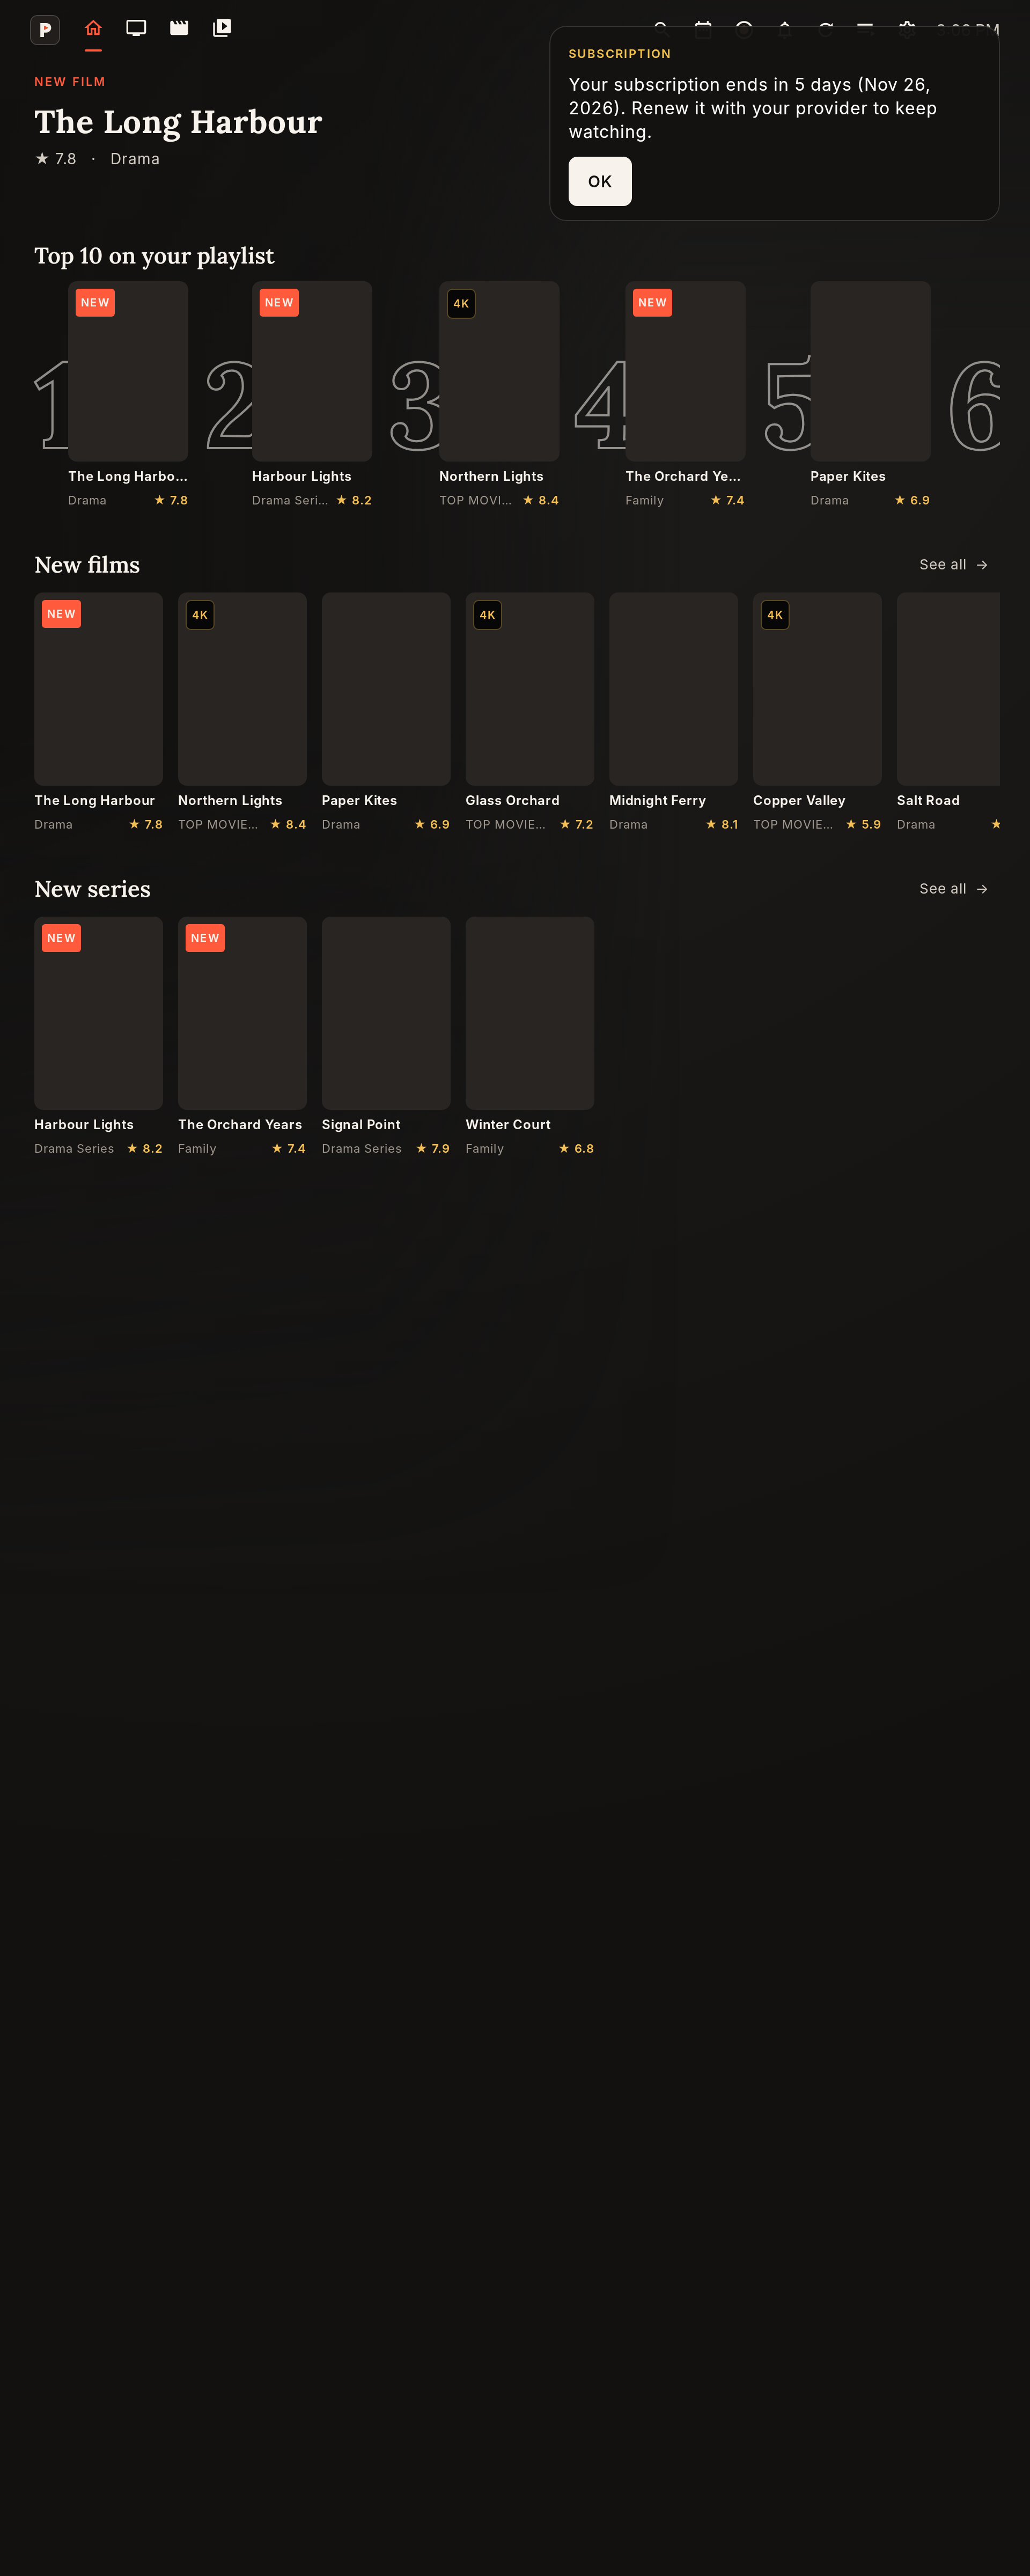 P
3:06 PM
NEW FILM
The Long Harbour
★ 7.8 · Drama
SUBSCRIPTION
Your subscription ends in 5 days (Nov 26,
2026). Renew it with your provider to keep
watching.
OK
Top 10 on your playlist
NEW NEW 4K NEW
1 2 3 4 5 6
The Long Harbo... Harbour Lights Northern Lights The Orchard Ye... Paper Kites
Drama ★ 7.8 Drama Seri... ★ 8.2 TOP MOVI... ★ 8.4 Family ★ 7.4 Drama ★ 6.9
New films See all →
NEW 4K 4K 4K
The Long Harbour Northern Lights Paper Kites Glass Orchard Midnight Ferry Copper Valley Salt Road
Drama ★ 7.8 TOP MOVIE... ★ 8.4 Drama ★ 6.9 TOP MOVIE... ★ 7.2 Drama ★ 8.1 TOP MOVIE... ★ 5.9 Drama ★
New series See all →
NEW NEW
Harbour Lights The Orchard Years Signal Point Winter Court
Drama Series ★ 8.2 Family ★ 7.4 Drama Series ★ 7.9 Family ★ 6.8